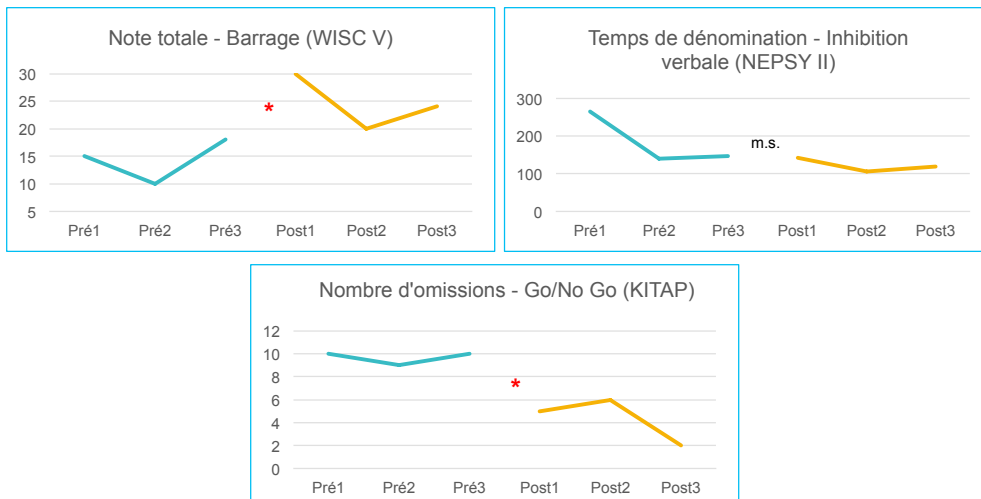 Note totale - Barrage (WISC V)
30
25
20
15
10
5
*
Pré1 Pré2 Pré3 Post1 Post2 Post3
Temps de dénomination - Inhibition
verbale (NEPSY II)
300
200
100
0
m.s.
Pré1 Pré2 Pré3 Post1 Post2 Post3
Nombre d'omissions - Go/No Go (KITAP)
12
10
8
6
4
2
0
*
Pré1 Pré2 Pré3 Post1 Post2 Post3